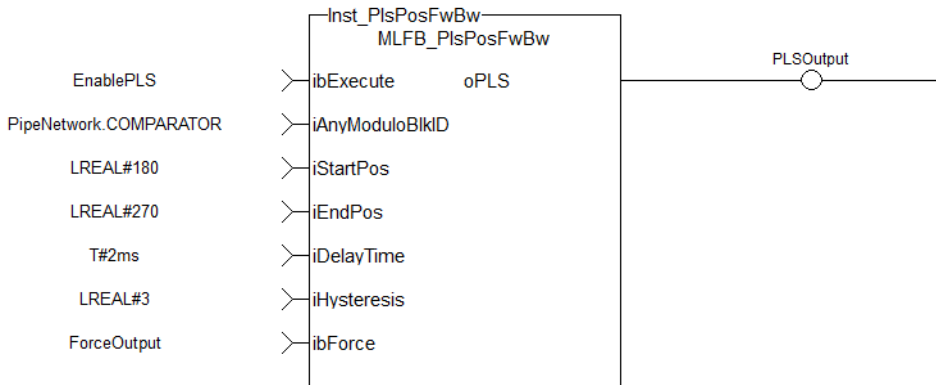 Inst_PlsPosFwBw
MLFB_PlsPosFwBw
PLSOutput
EnablePLS ibExecute oPLS
PipeNetwork.COMPARATOR iAnyModuloBlkID
LREAL#180 iStartPos
LREAL#270 iEndPos
T#2ms iDelayTime
LREAL#3 iHysteresis
ForceOutput ibForce